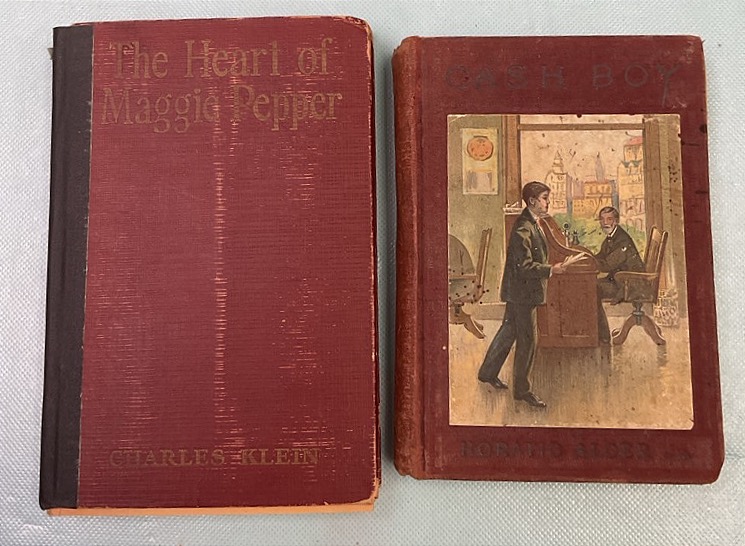 The Heart of
Maggie Pepper
CHARLES KLEIN
CASH BOY
HORATIO ALGER JR.